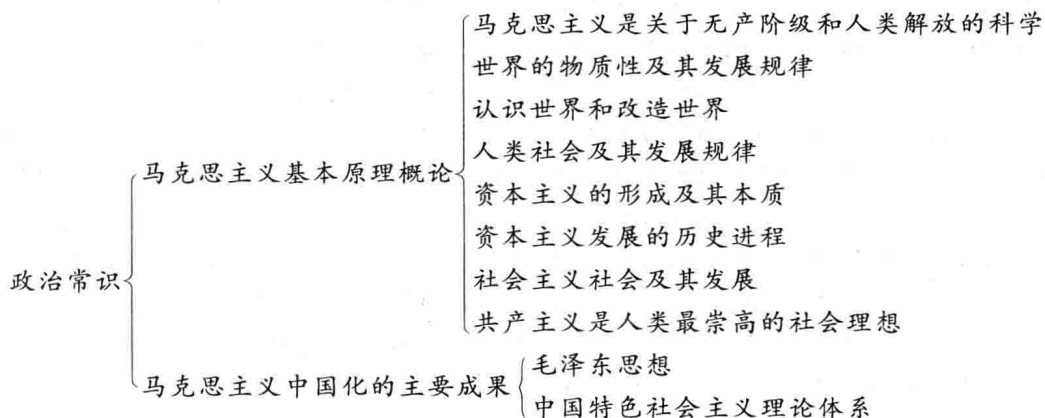 马克思主义是关于无产阶级和人类解放的科学
世界的物质性及其发展规律
认识世界和改造世界
人类社会及其发展规律
马克思主义基本原理概论
资本主义的形成及其本质
资本主义发展的历史进程
政治常识
社会主义社会及其发展
共产主义是人类最崇高的社会理想
毛泽东思想
马克思主义中国化的主要成果
中国特色社会主义理论体系